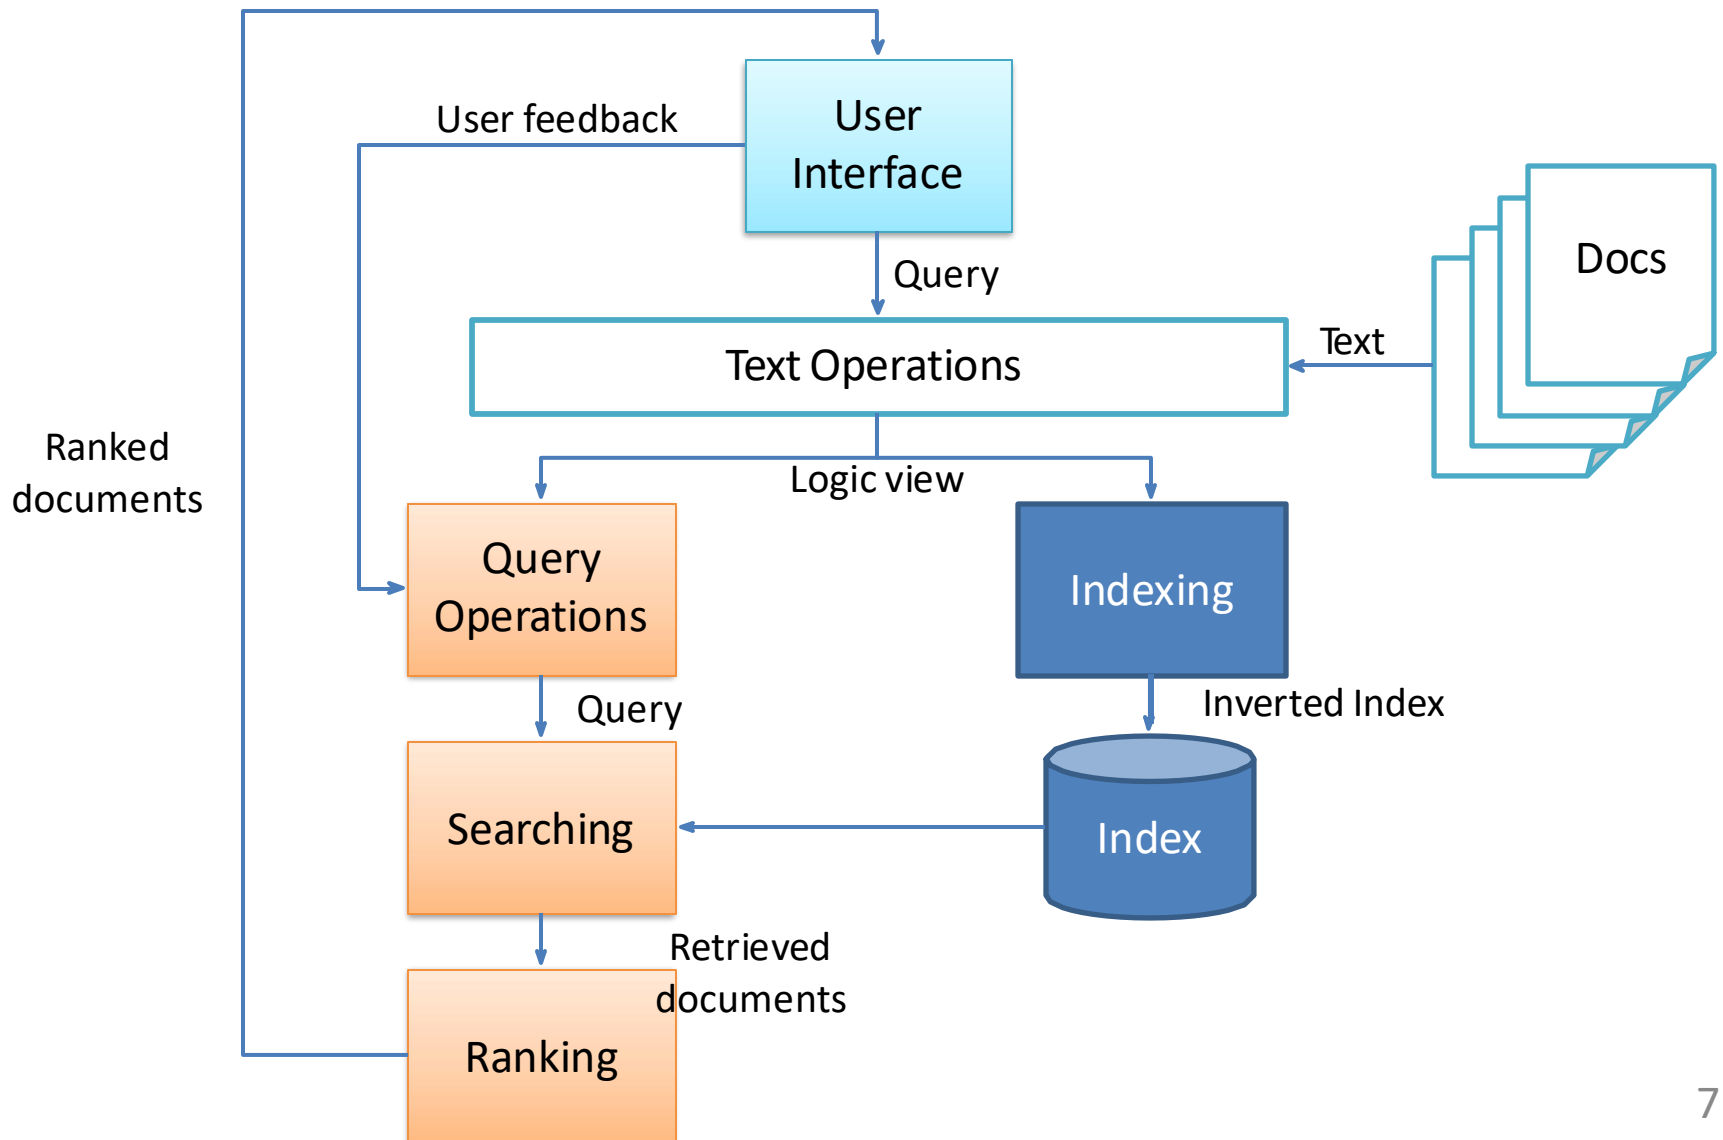 User feedback
User
Interface
Query
Docs
Text
Text Operations
Ranked
documents
Logic view
Query
Operations
Indexing
Query
Inverted Index
Searching
Index
Retrieved
documents
Ranking
7